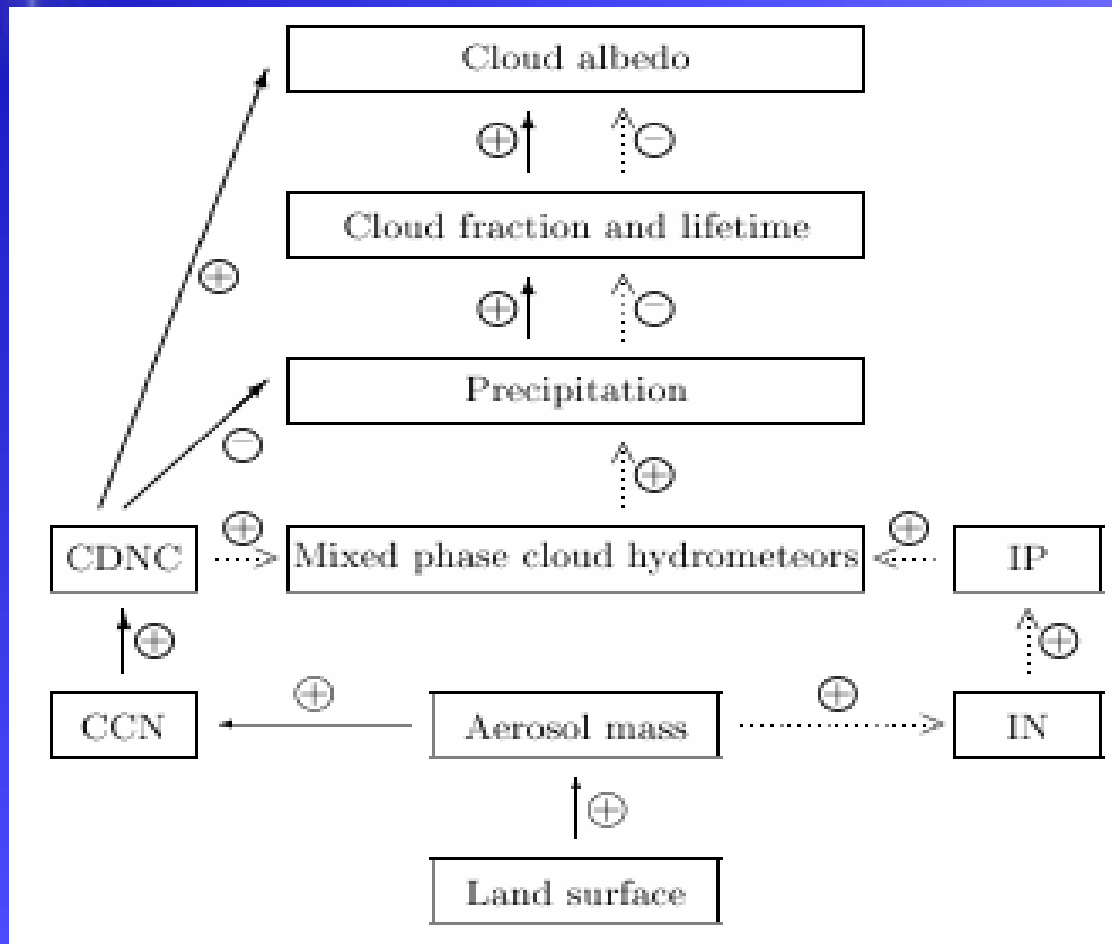 Cloud albedo
⊕ ⊖
Cloud fraction and lifetime
⊕
⊕ ⊖
Precipitation
⊖
⊕
⊕ ⊕
CDNC Mixed phase cloud hydrometeors IP
⊕ ⊕
⊕ ⊕
CCN Aerosol mass IN
⊕
Land surface